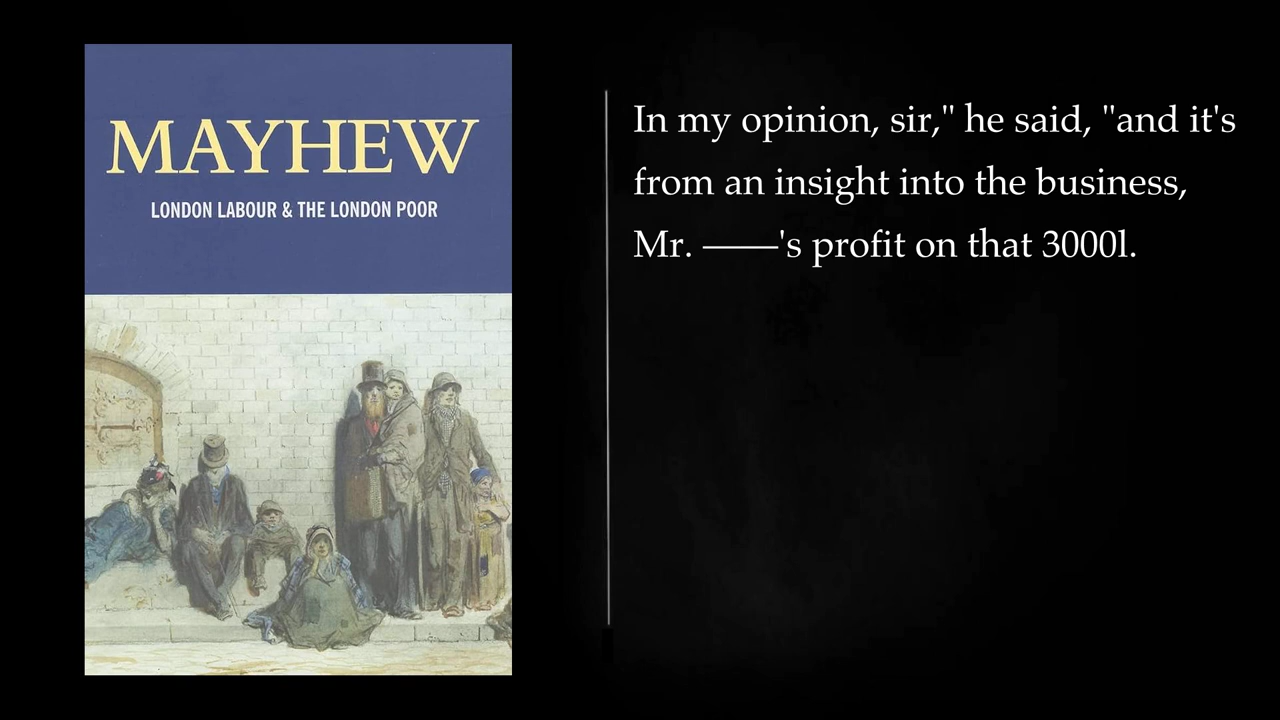 MAYHEW
LONDON LABOUR & THE LONDON POOR
In my opinion, sir," he said, "and it's
from an insight into the business,
Mr. ——'s profit on that 3000l.